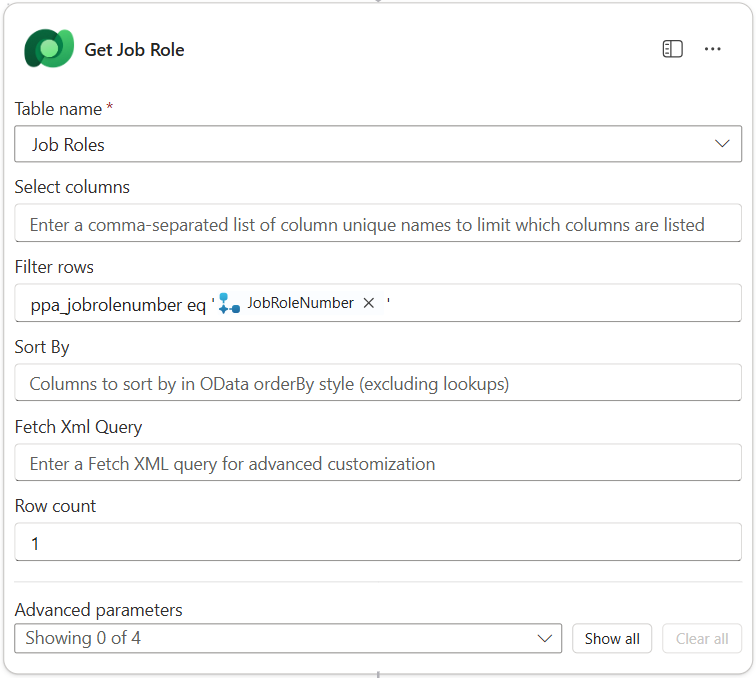 Get Job Role
Table name *
Job Roles
Select columns
Enter a comma-separated list of column unique names to limit which columns are listed
Filter rows
ppa_jobrolenumber eq ' JobRoleNumber × '
Sort By
Columns to sort by in OData orderBy style (excluding lookups)
Fetch Xml Query
Enter a Fetch XML query for advanced customization
Row count
1
Advanced parameters
Showing 0 of 4 Show all Clear all